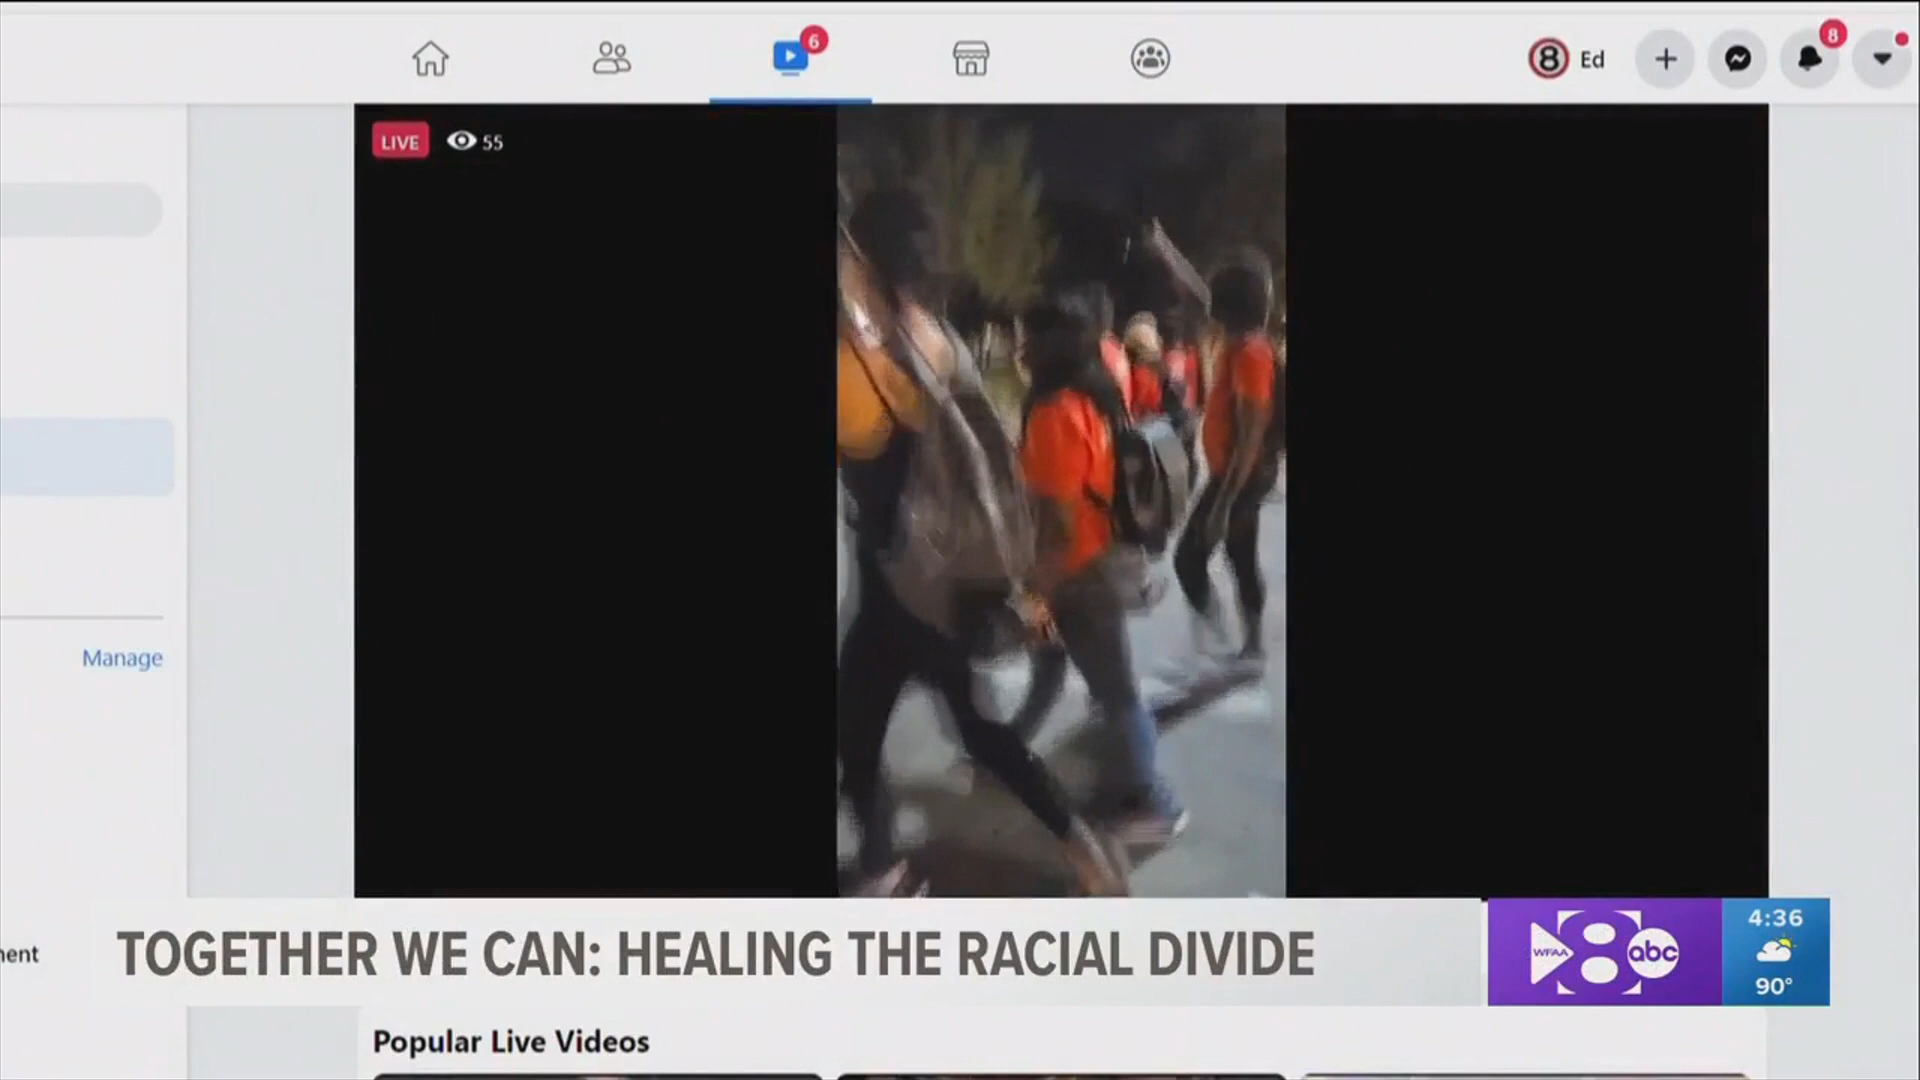 6
8 Ed
8
LIVE 55
Manage
nent
TOGETHER WE CAN: HEALING THE RACIAL DIVIDE
WFAA 8 abc
4:36
90°
Popular Live Videos